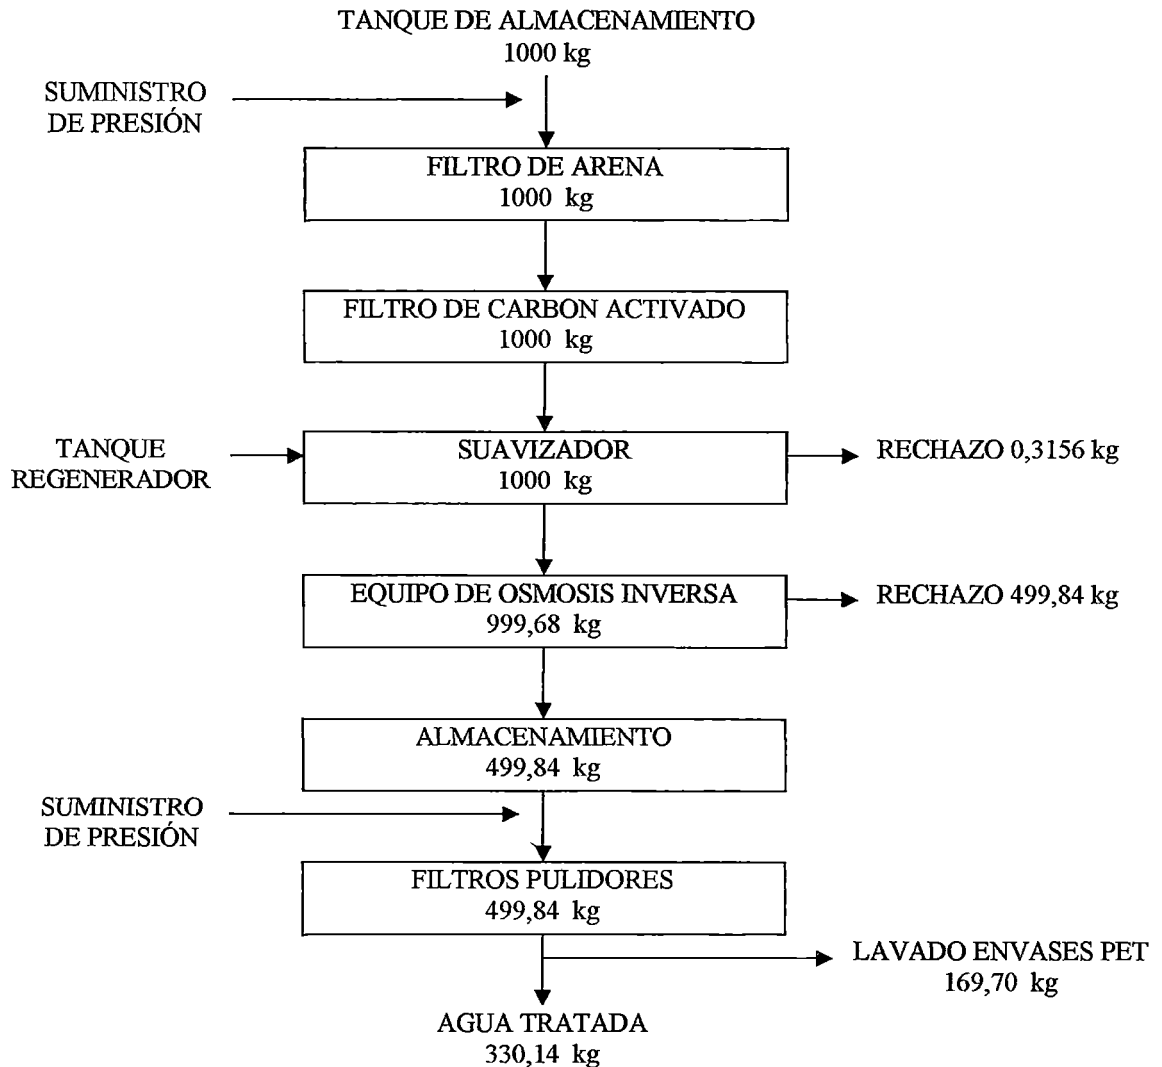 TANQUE DE ALMACENAMIENTO
1000 kg
SUMINISTRO
DE PRESIÓN
FILTRO DE ARENA
1000 kg
FILTRO DE CARBON ACTIVADO
1000 kg
TANQUE
REGENERADOR
SUAVIZADOR
1000 kg
RECHAZO 0,3156 kg
EQUIPO DE OSMOSIS INVERSA
999,68 kg
RECHAZO 499,84 kg
ALMACENAMIENTO
499,84 kg
SUMINISTRO
DE PRESIÓN
FILTROS PULIDORES
499,84 kg
LAVADO ENVASES PET
169,70 kg
AGUA TRATADA
330,14 kg